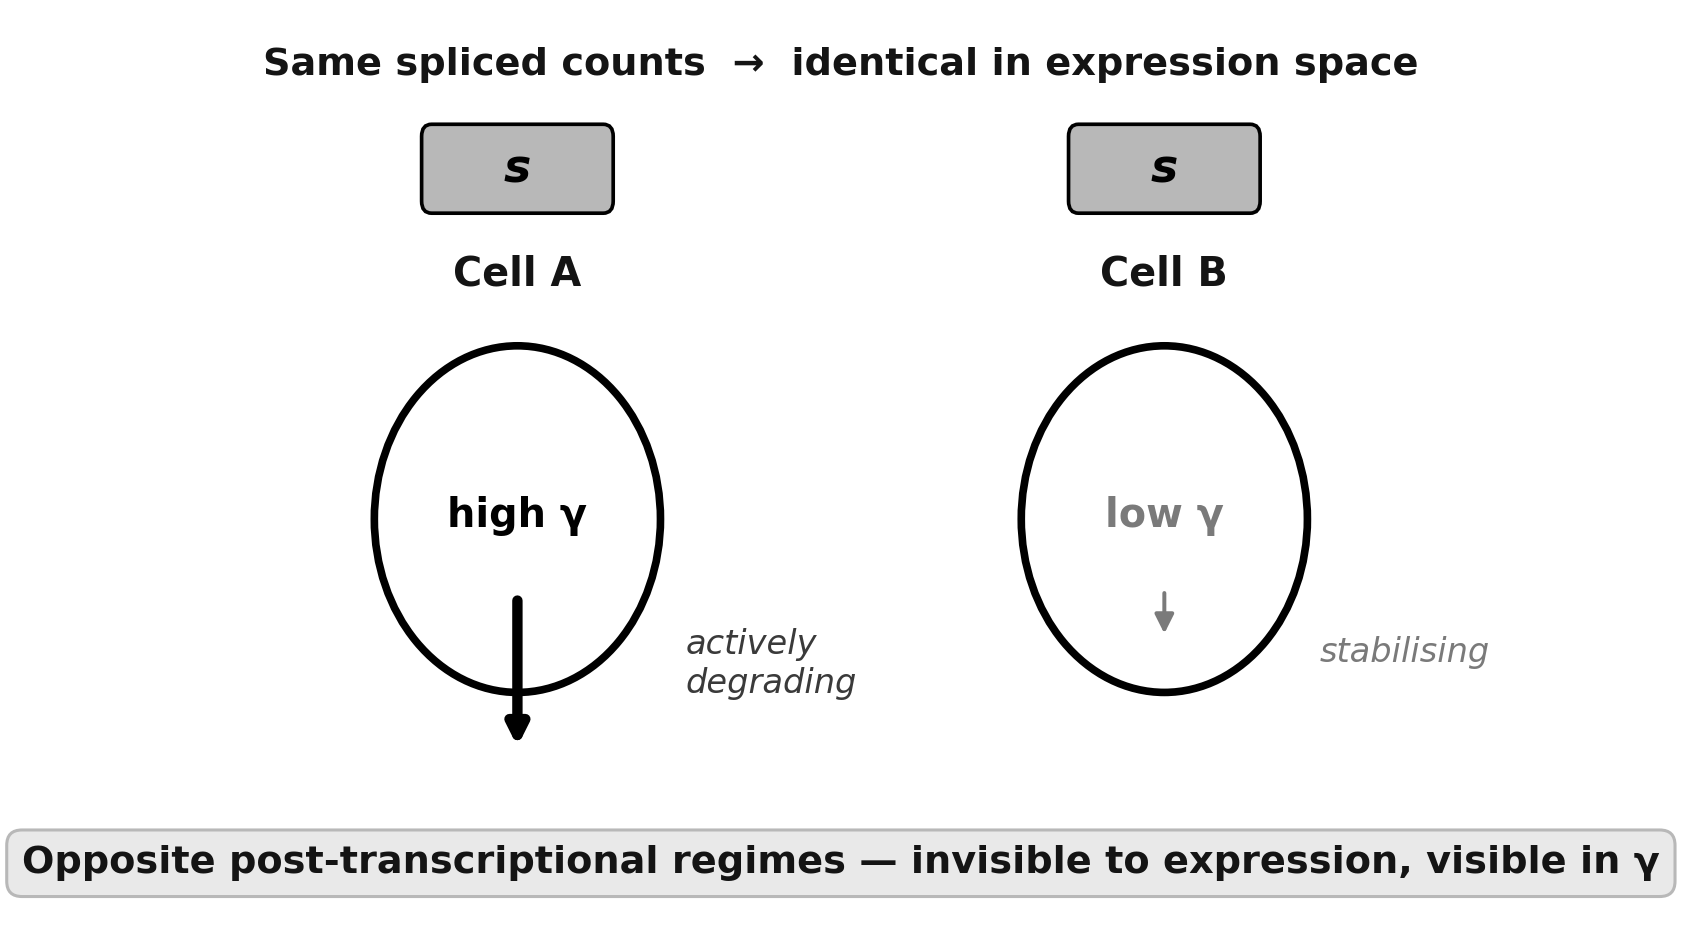 Same spliced counts → identical in expression space
s
s
Cell A
Cell B
high γ
low γ
actively
degrading
stabilising
Opposite post-transcriptional regimes — invisible to expression, visible in γ